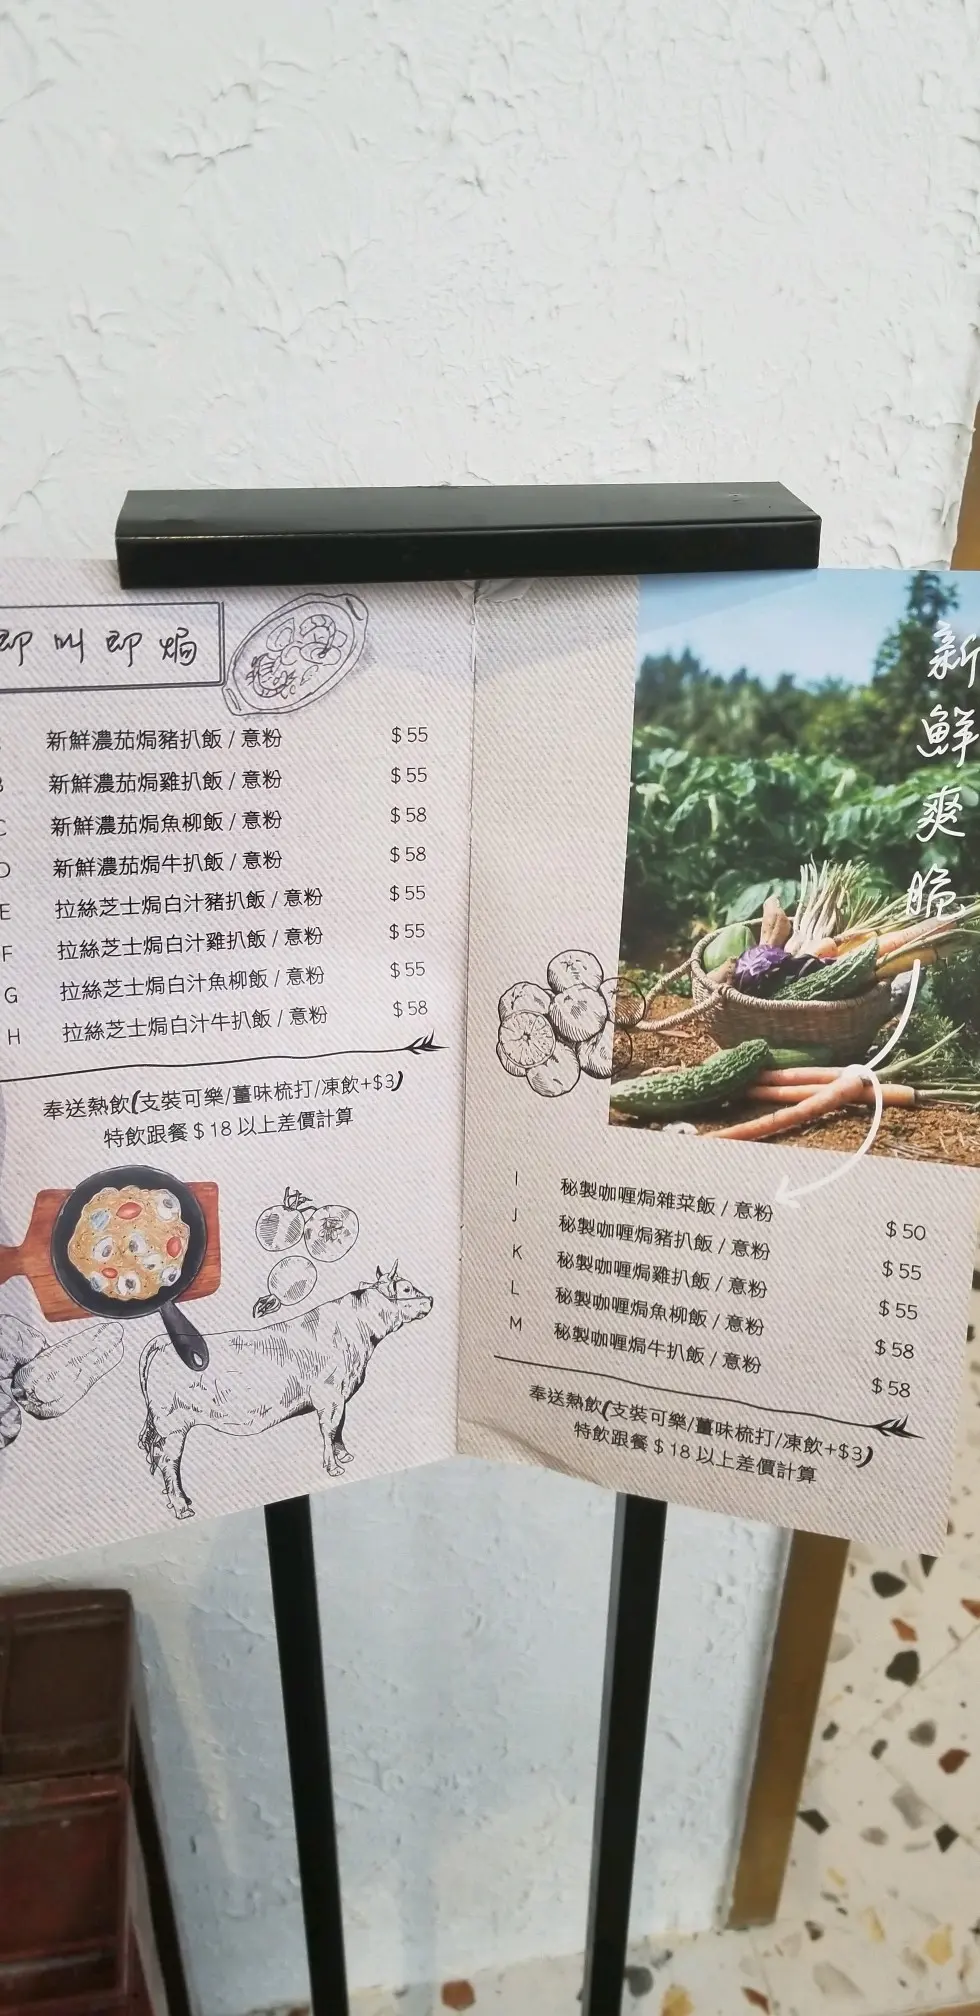 即叫即焗
新鮮濃茄焗豬扒飯 / 意粉 $55
B 新鮮濃茄焗雞扒飯 / 意粉 $55
C 新鮮濃茄焗魚柳飯 / 意粉 $58
D 新鮮濃茄焗牛扒飯 / 意粉 $58
E 拉絲芝士焗白汁豬扒飯 / 意粉 $55
F 拉絲芝士焗白汁雞扒飯 / 意粉 $55
G 拉絲芝士焗白汁魚柳飯 / 意粉 $55
H 拉絲芝士焗白汁牛扒飯 / 意粉 $58
奉送熱飲(支裝可樂/薑味梳打/凍飲+$3)
特飲跟餐 $18 以上差價計算
新鮮爽脆
I 秘製咖喱焗雜菜飯 / 意粉 $50
J 秘製咖喱焗豬扒飯 / 意粉 $55
K 秘製咖喱焗雞扒飯 / 意粉 $55
L 秘製咖喱焗魚柳飯 / 意粉 $58
M 秘製咖喱焗牛扒飯 / 意粉 $58
奉送熱飲(支裝可樂/薑味梳打/凍飲+$3)
特飲跟餐 $18 以上差價計算